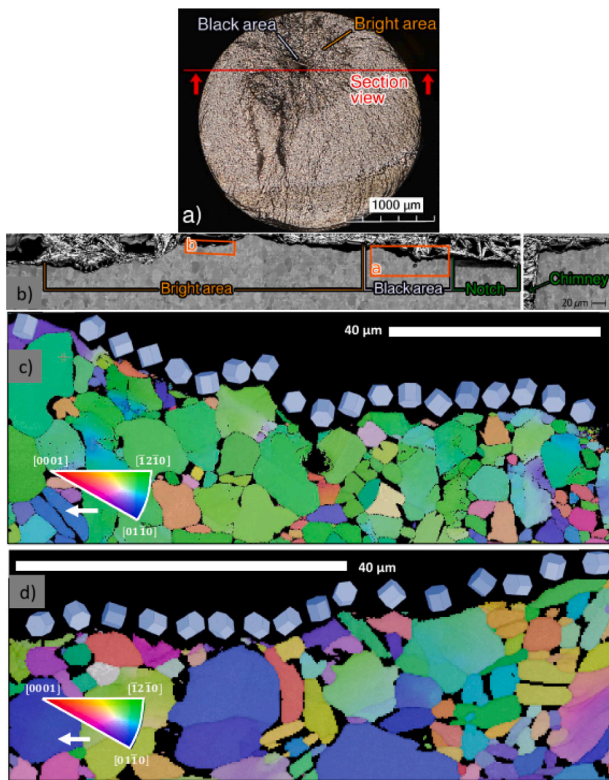 Black area
Bright area
Section
view
1000 µm
a)
b
a
b)
Bright area
Black area
Notch
Chimney
20 µm
40 µm
c)
[0001]
[1̄21̄0]
[011̄0]
d)
40 µm
[0001]
[1̄21̄0]
[011̄0]